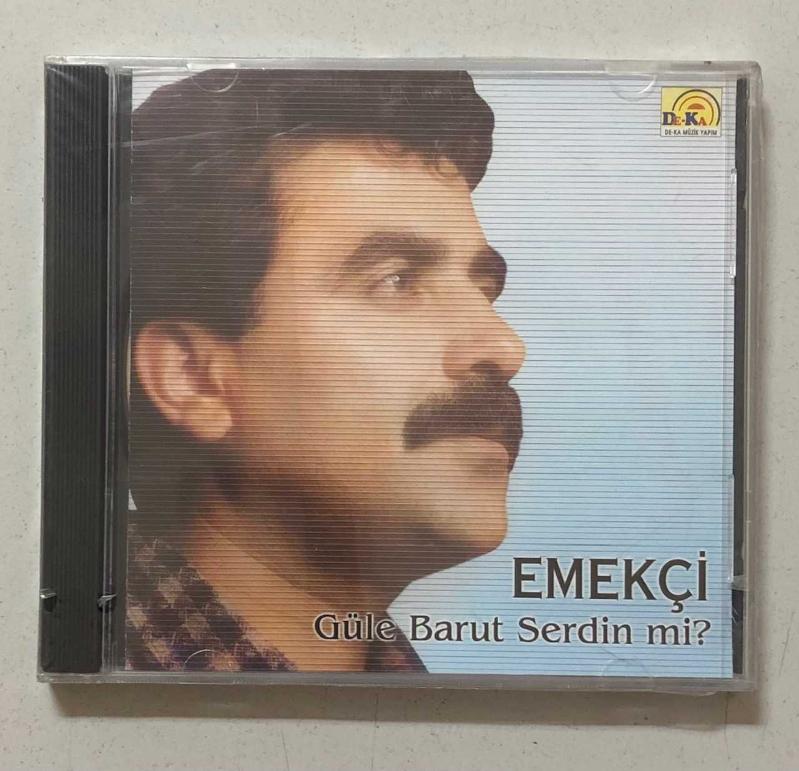 DE-KA
DE-KA MÜZİK YAPIM
EMEKÇİ
Güle Barut Serdin mi?